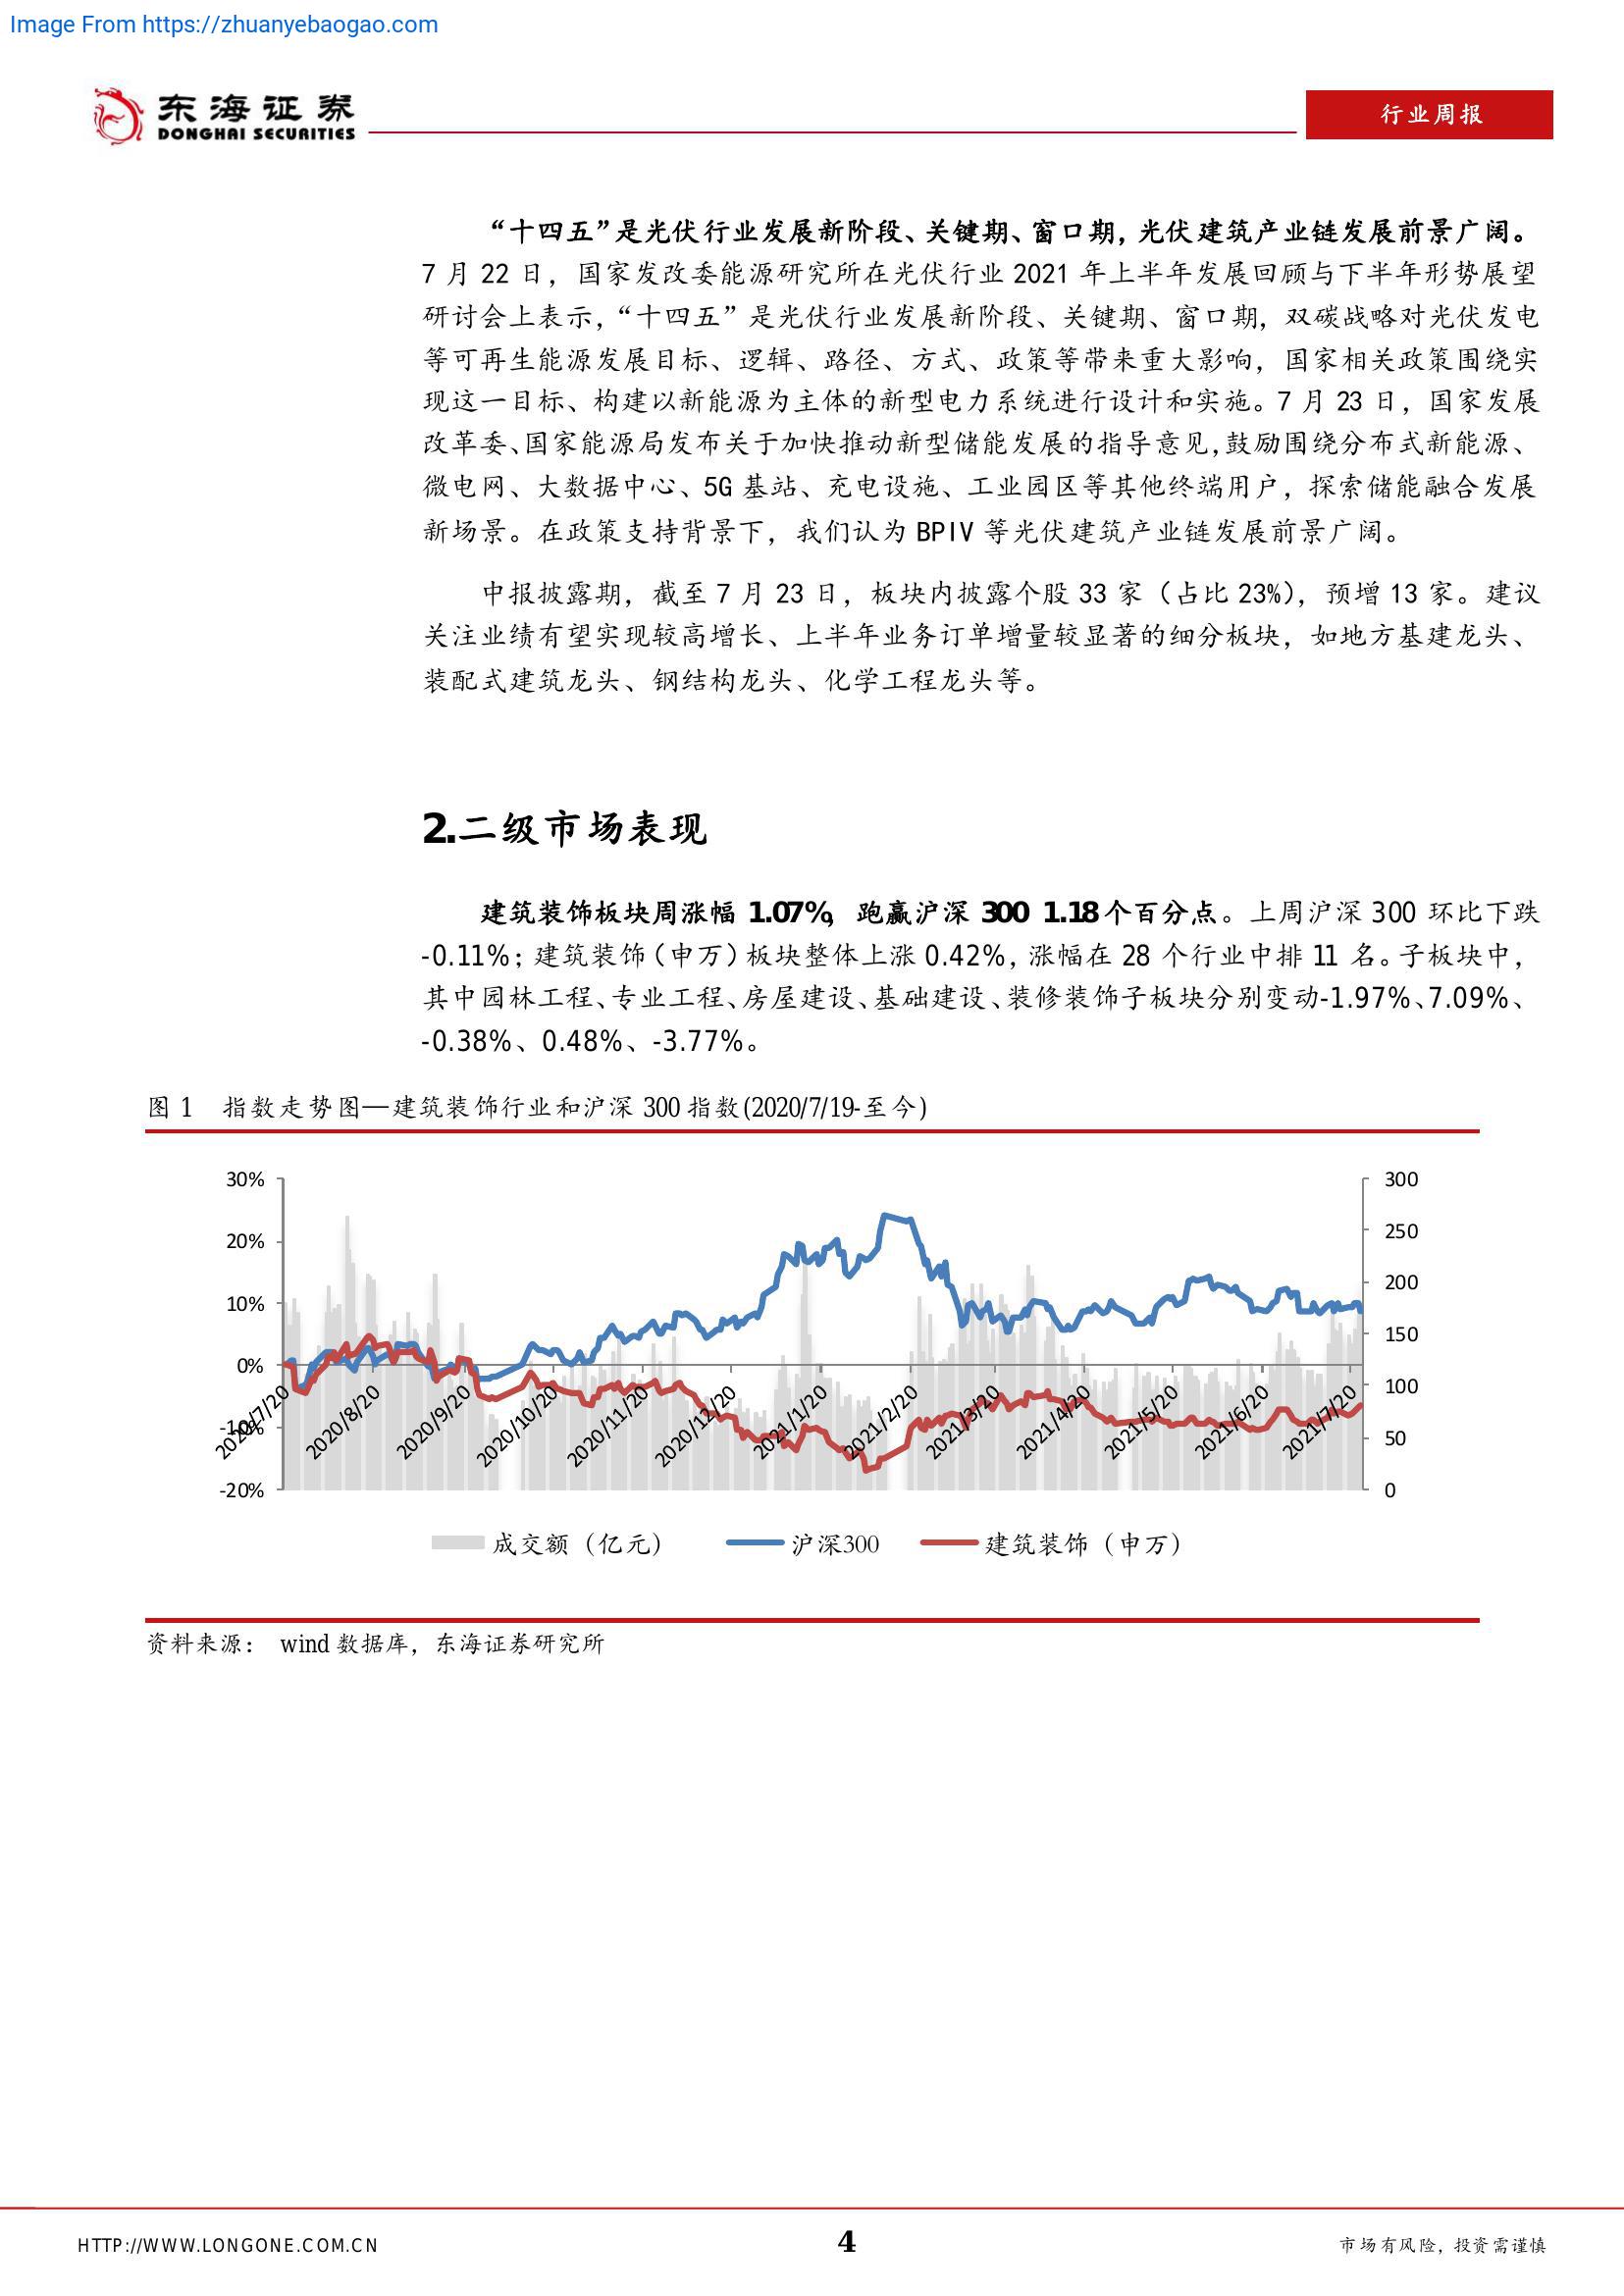 Image From https://zhuanyebaogao.com
东海证券
DONGHAI SECURITIES
行业周报
“十四五”是光伏行业发展新阶段、关键期、窗口期，光伏建筑产业链发展前景广阔。
7 月 22 日，国家发改委能源研究所在光伏行业 2021 年上半年发展回顾与下半年形势展望
研讨会上表示，“十四五”是光伏行业发展新阶段、关键期、窗口期，双碳战略对光伏发电
等可再生能源发展目标、逻辑、路径、方式、政策等带来重大影响，国家相关政策围绕实
现这一目标、构建以新能源为主体的新型电力系统进行设计和实施。7 月 23 日，国家发展
改革委、国家能源局发布关于加快推动新型储能发展的指导意见，鼓励围绕分布式新能源、
微电网、大数据中心、5G 基站、充电设施、工业园区等其他终端用户，探索储能融合发展
新场景。在政策支持背景下，我们认为 BPIV 等光伏建筑产业链发展前景广阔。
中报披露期，截至 7 月 23 日，板块内披露个股 33 家（占比 23%），预增 13 家。建议
关注业绩有望实现较高增长、上半年业务订单增量较显著的细分板块，如地方基建龙头、
装配式建筑龙头、钢结构龙头、化学工程龙头等。
2.二级市场表现
建筑装饰板块周涨幅 1.07%，跑赢沪深 300 1.18 个百分点。上周沪深 300 环比下跌
-0.11%；建筑装饰（申万）板块整体上涨 0.42%，涨幅在 28 个行业中排 11 名。子板块中，
其中园林工程、专业工程、房屋建设、基础建设、装修装饰子板块分别变动-1.97%、7.09%、
-0.38%、0.48%、-3.77%。
图 1 指数走势图—建筑装饰行业和沪深 300 指数(2020/7/19-至今)
30%
20%
10%
0%
-10%
-20%
300
250
200
150
100
50
0
2020/7/20
2020/8/20
2020/9/20
2020/10/20
2020/11/20
2020/12/20
2021/1/20
2021/2/20
2021/3/20
2021/4/20
2021/5/20
2021/6/20
2021/7/20
成交额（亿元） 沪深300 建筑装饰（申万）
资料来源： wind 数据库，东海证券研究所
HTTP://WWW.LONGONE.COM.CN
4
市场有风险，投资需谨慎